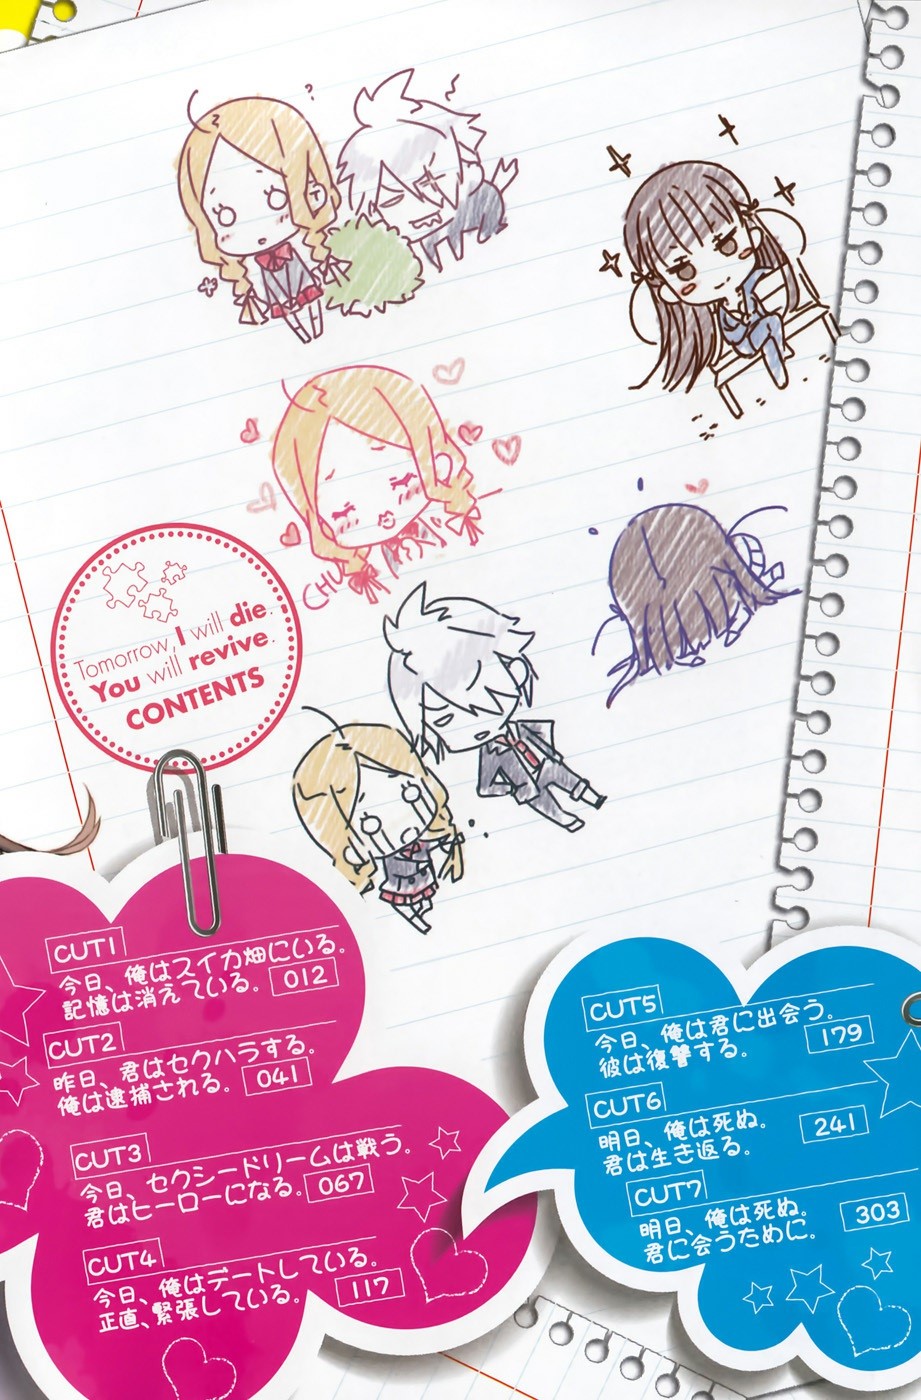 ?
CHU
Tomorrow, I will die.
You will revive.
CONTENTS
CUT1
今日、俺はスイカ畑にいる。
記憶は消えている。 012
CUT2
昨日、君はセクハラする。
俺は逮捕される。 041
CUT3
今日、セクシードリームは戦う。
君はヒーローになる。 067
CUT4
今日、俺はデートしている。
正直、緊張している。 117
CUT5
今日、俺は君に出会う。
彼は復讐する。 179
CUT6
明日、俺は死ぬ。
君は生き返る。 241
CUT7
明日、俺は死ぬ。
君に会うために。 303